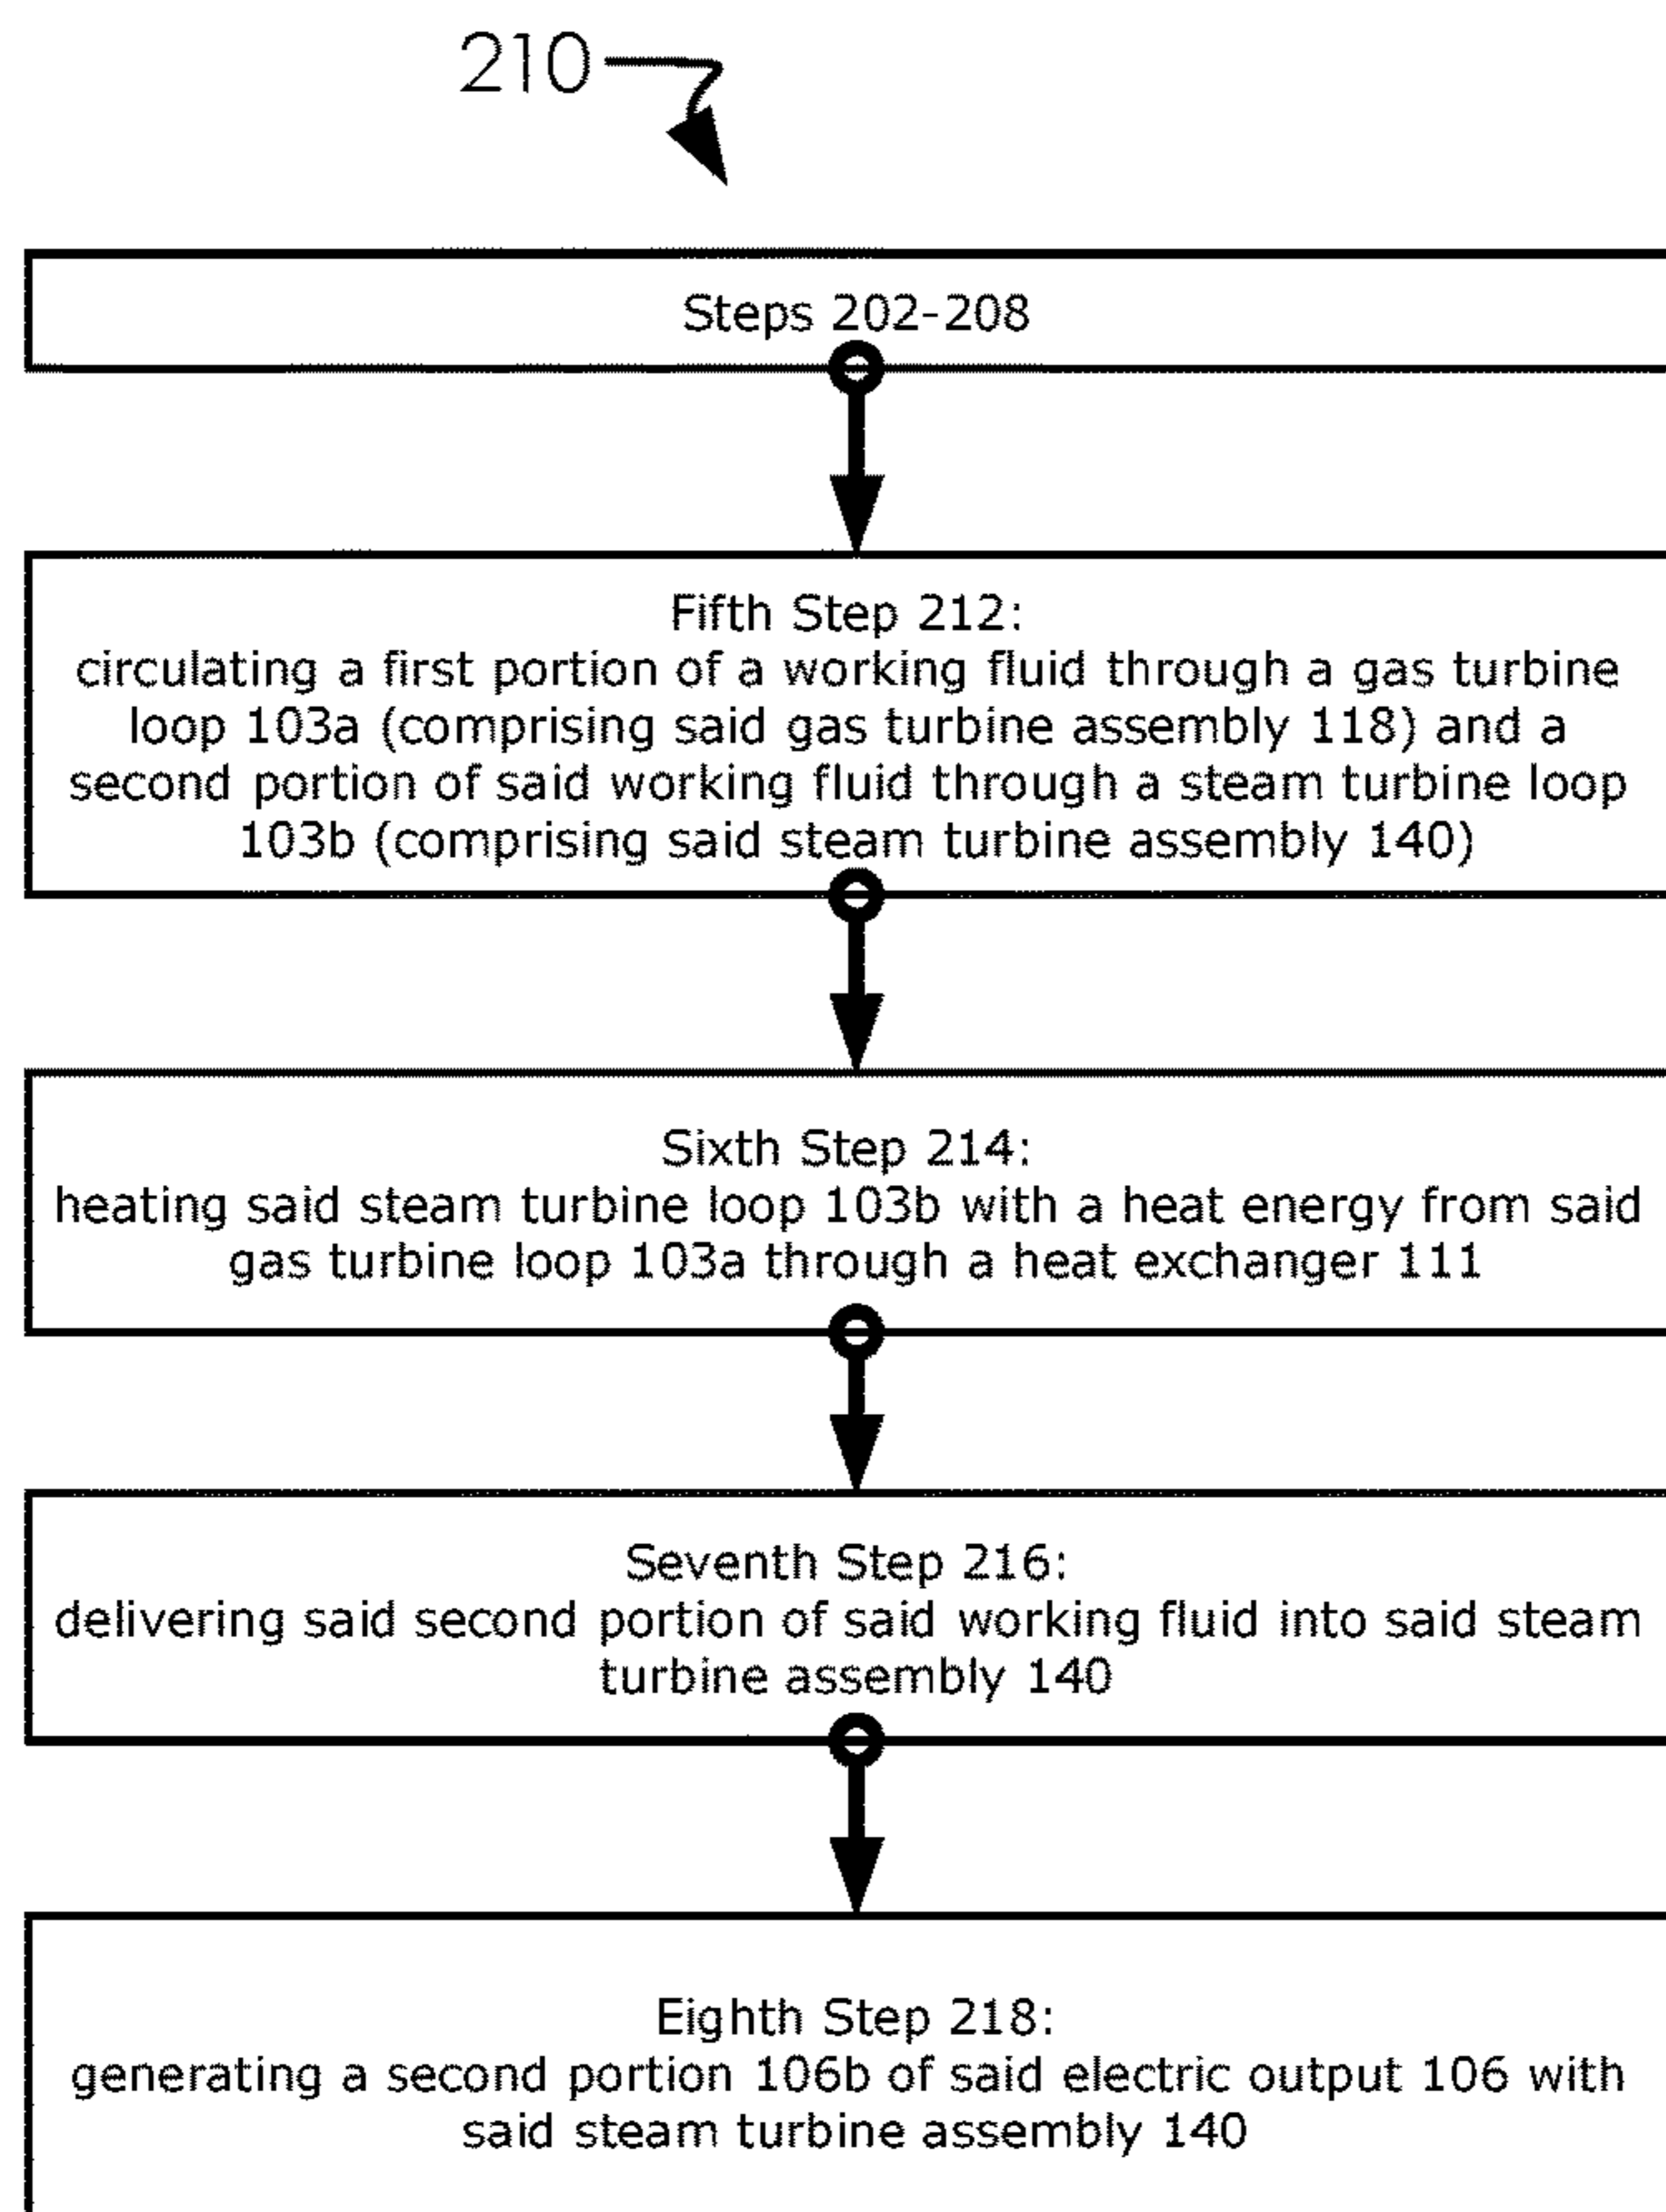 210
Steps 202-208
Fifth Step 212:
circulating a first portion of a working fluid through a gas turbine
loop 103a (comprising said gas turbine assembly 118) and a
second portion of said working fluid through a steam turbine loop
103b (comprising said steam turbine assembly 140)
Sixth Step 214:
heating said steam turbine loop 103b with a heat energy from said
gas turbine loop 103a through a heat exchanger 111
Seventh Step 216:
delivering said second portion of said working fluid into said steam
turbine assembly 140
Eighth Step 218:
generating a second portion 106b of said electric output 106 with
said steam turbine assembly 140